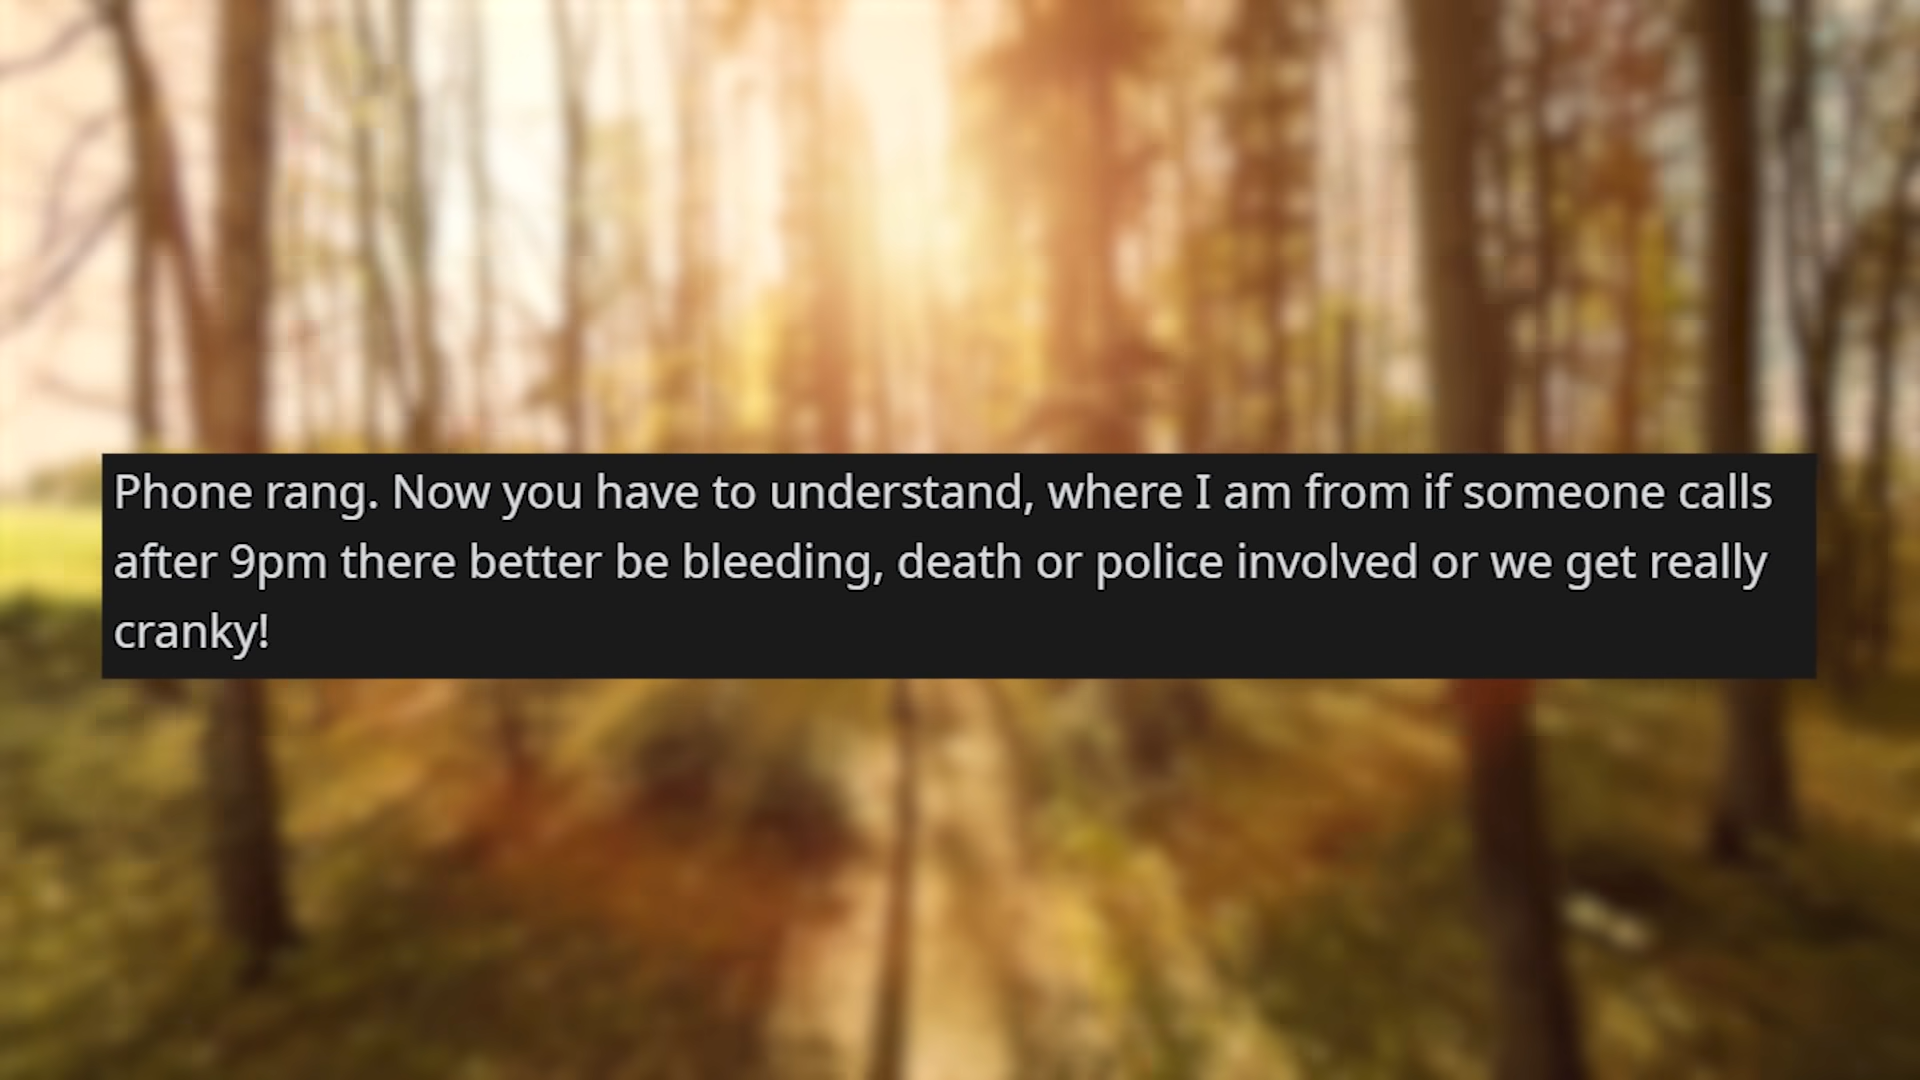 Phone rang. Now you have to understand, where I am from if someone calls
after 9pm there better be bleeding, death or police involved or we get really
cranky!